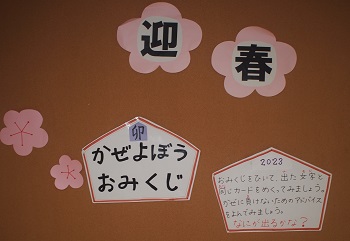 迎
春
卯
かぜよぼう
おみくじ
2023
おみくじをひいて、出た文字と
同じカードをめくってみましょう。
かぜに負けないためのアドバイス
をよんでみましょう。
なにが出るかな？